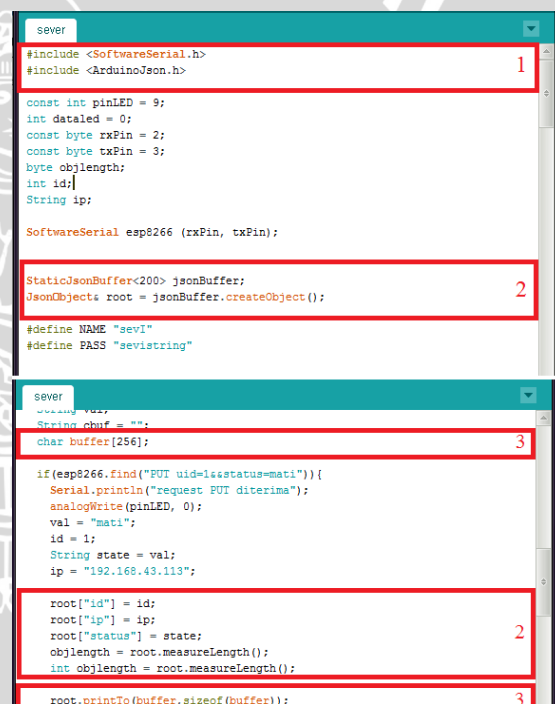 sever
#include <SoftwareSerial.h>
#include <ArduinoJson.h>
1
const int pinLED = 9;
int dataled = 0;
const byte rxPin = 2;
const byte txPin = 3;
byte objlength;
int id;
String ip;
SoftwareSerial esp8266 (rxPin, txPin);
StaticJsonBuffer<200> jsonBuffer;
JsonObject& root = jsonBuffer.createObject();
2
#define NAME "sevI"
#define PASS "sevistring"
sever
String val;
String cbuf = "";
char buffer[256];
3
if(esp8266.find("PUT uid=1&&status=mati")){
Serial.println("request PUT diterima");
analogWrite(pinLED, 0);
val = "mati";
id = 1;
String state = val;
ip = "192.168.43.113";
root["id"] = id;
root["ip"] = ip;
root["status"] = state;
2
objlength = root.measureLength();
int objlength = root.measureLength();
root.printTo(buffer,sizeof(buffer));
3